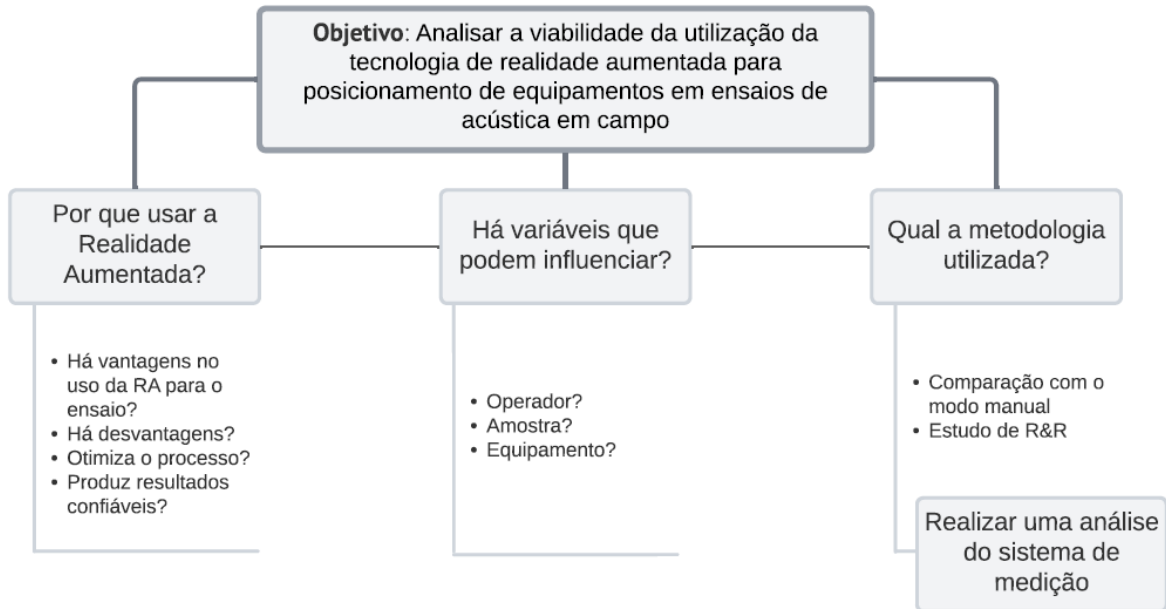 Objetivo: Analisar a viabilidade da utilização da
tecnologia de realidade aumentada para
posicionamento de equipamentos em ensaios de
acústica em campo
Por que usar a
Realidade
Aumentada?
Há variáveis que
podem influenciar?
Qual a metodologia
utilizada?
• Há vantagens no
uso da RA para o
ensaio?
• Há desvantagens?
• Otimiza o processo?
• Produz resultados
confiáveis?
• Operador?
• Amostra?
• Equipamento?
• Comparação com o
modo manual
• Estudo de R&R
Realizar uma análise
do sistema de
medição